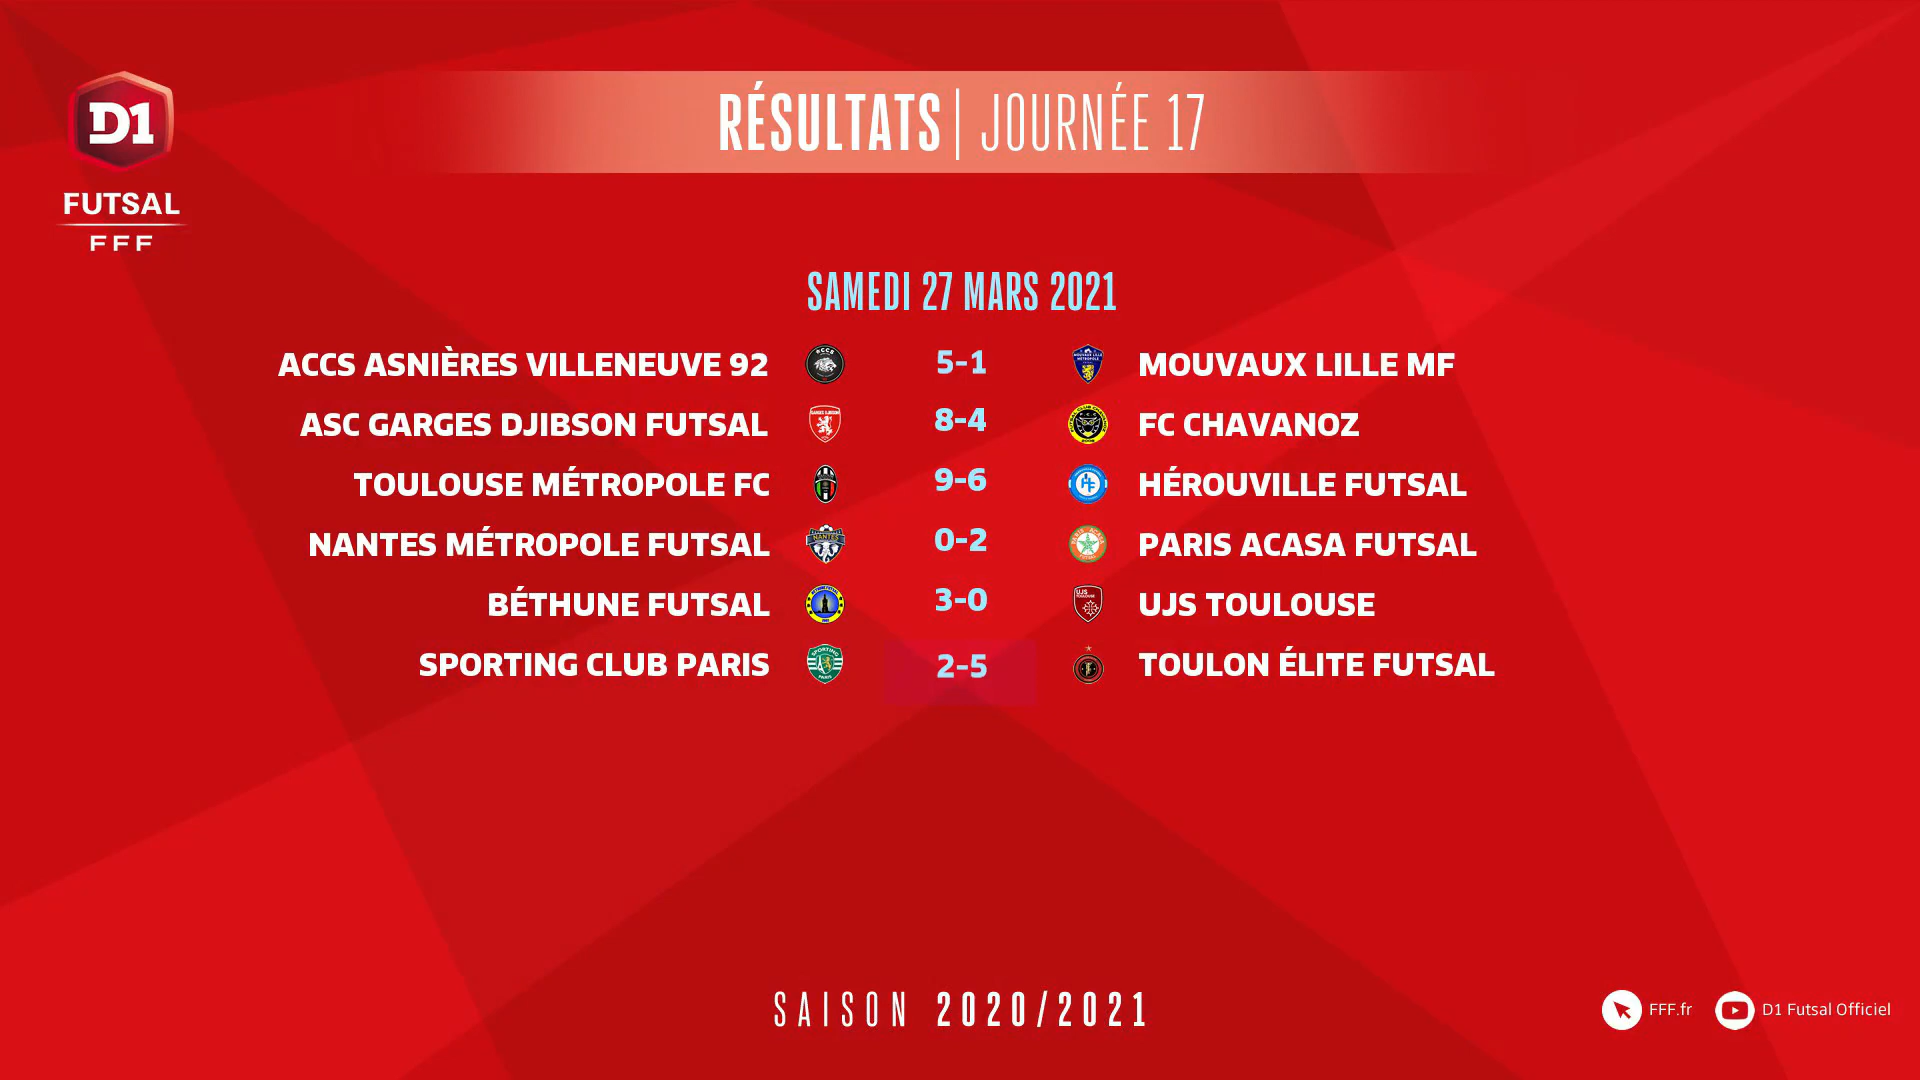 D1
FUTSAL
FFF
RÉSULTATS | JOURNÉE 17
SAMEDI 27 MARS 2021
ACCS ASNIÈRES VILLENEUVE 92 5-1 MOUVAUX LILLE MF
ASC GARGES DJIBSON FUTSAL 8-4 FC CHAVANOZ
TOULOUSE MÉTROPOLE FC 9-6 HÉROUVILLE FUTSAL
NANTES MÉTROPOLE FUTSAL 0-2 PARIS ACASA FUTSAL
BÉTHUNE FUTSAL 3-0 UJS TOULOUSE
SPORTING CLUB PARIS 2-5 TOULON ÉLITE FUTSAL
SAISON 2020/2021
FFF.fr D1 Futsal Officiel